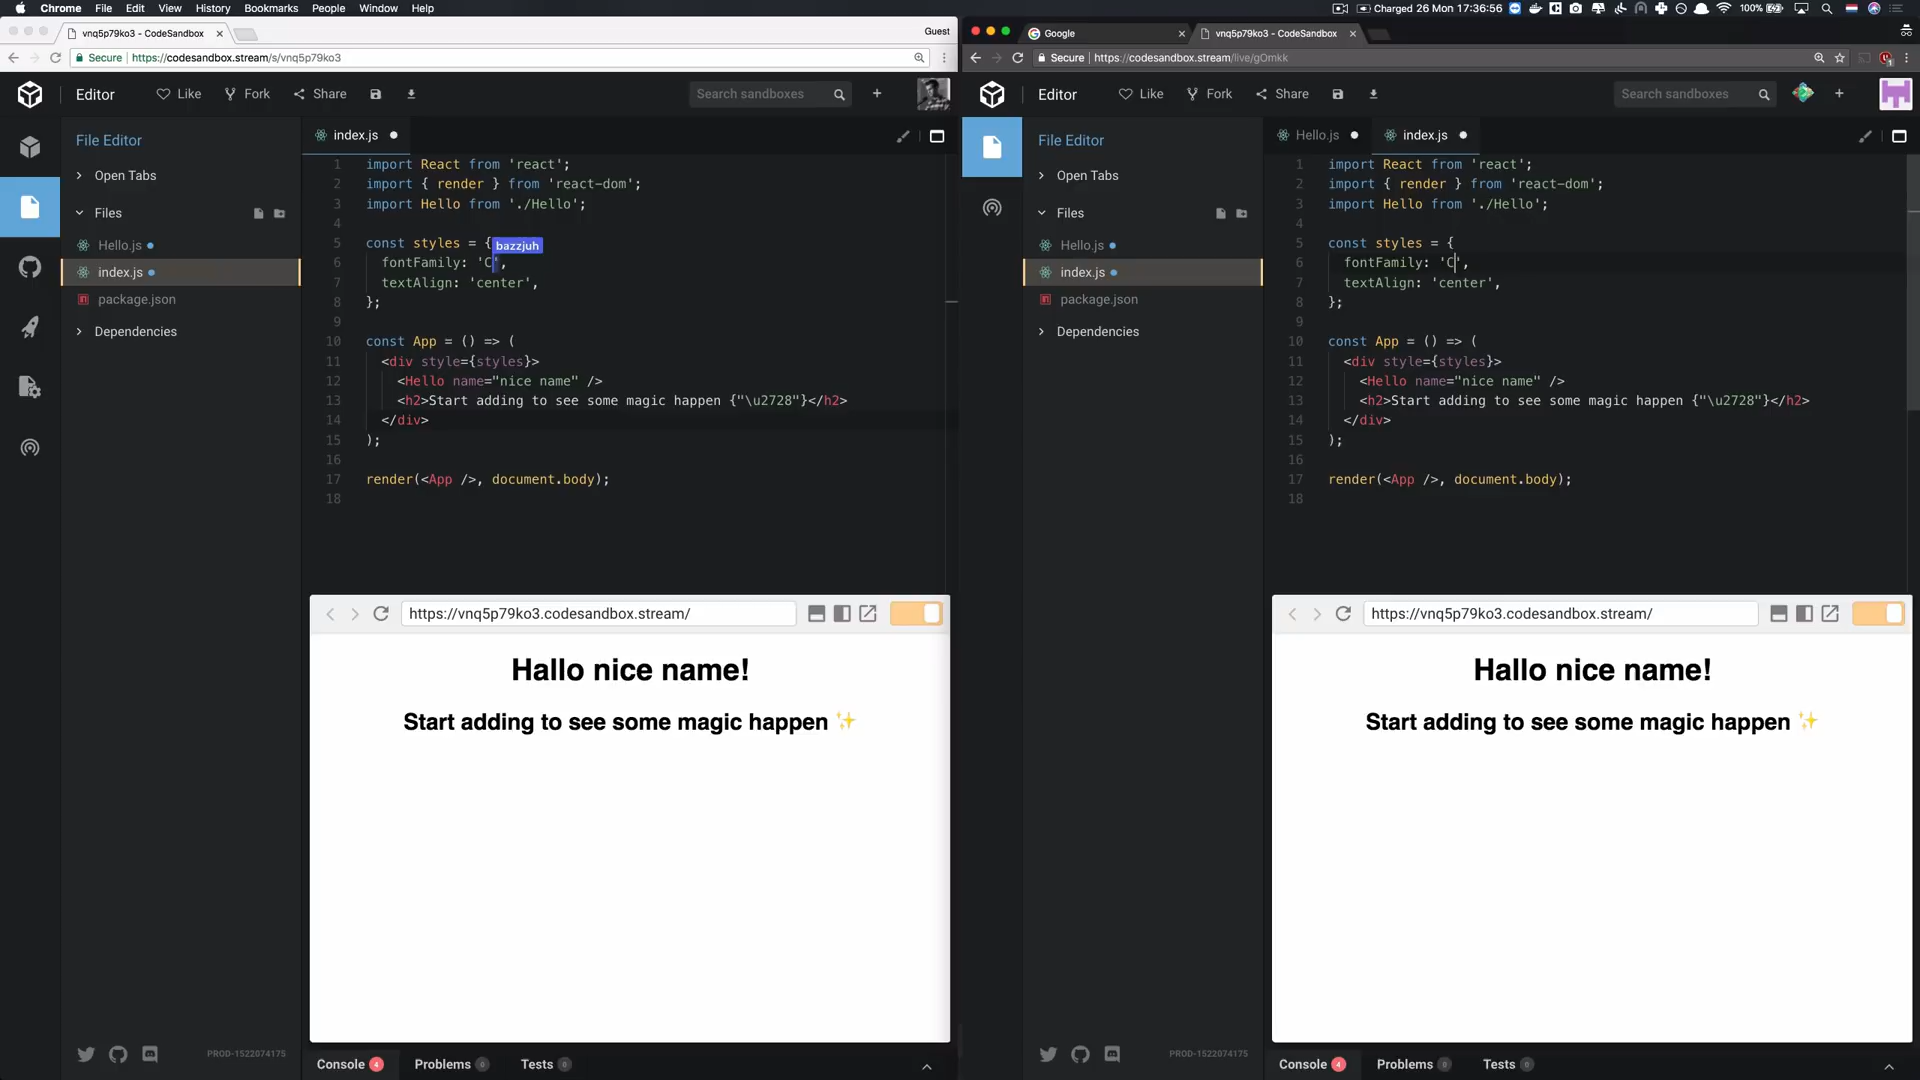 Chrome File Edit View History Bookmarks People Window Help
Charged 26 Mon 17:36:56
100%
vnq5p79ko3 - CodeSandbox
Guest
Secure https://codesandbox.stream/s/vnq5p79ko3
Editor Like Fork Share Search sandboxes
File Editor
Open Tabs
Files
Hello.js
index.js
package.json
Dependencies
PROD-1522074175
index.js
1 import React from 'react';
2 import { render } from 'react-dom';
3 import Hello from './Hello';
4
5 const styles = {
bazzjuh
6 fontFamily: 'C',
7 textAlign: 'center',
8 };
9
10 const App = () => (
11 <div style={styles}>
12 <Hello name="nice name" />
13 <h2>Start adding to see some magic happen {"\u2728"}</h2>
14 </div>
15 );
16
17 render(<App />, document.body);
18
https://vnq5p79ko3.codesandbox.stream/
Hallo nice name!
Start adding to see some magic happen ✨
Console 4 Problems 0 Tests 0
Google
vnq5p79ko3 - CodeSandbox
Secure https://codesandbox.stream/live/gOmkk
Editor Like Fork Share Search sandboxes
File Editor
Open Tabs
Files
Hello.js
index.js
package.json
Dependencies
PROD-1522074175
Hello.js index.js
1 import React from 'react';
2 import { render } from 'react-dom';
3 import Hello from './Hello';
4
5 const styles = {
6 fontFamily: 'C',
7 textAlign: 'center',
8 };
9
10 const App = () => (
11 <div style={styles}>
12 <Hello name="nice name" />
13 <h2>Start adding to see some magic happen {"\u2728"}</h2>
14 </div>
15 );
16
17 render(<App />, document.body);
18
https://vnq5p79ko3.codesandbox.stream/
Hallo nice name!
Start adding to see some magic happen ✨
Console 4 Problems 0 Tests 0